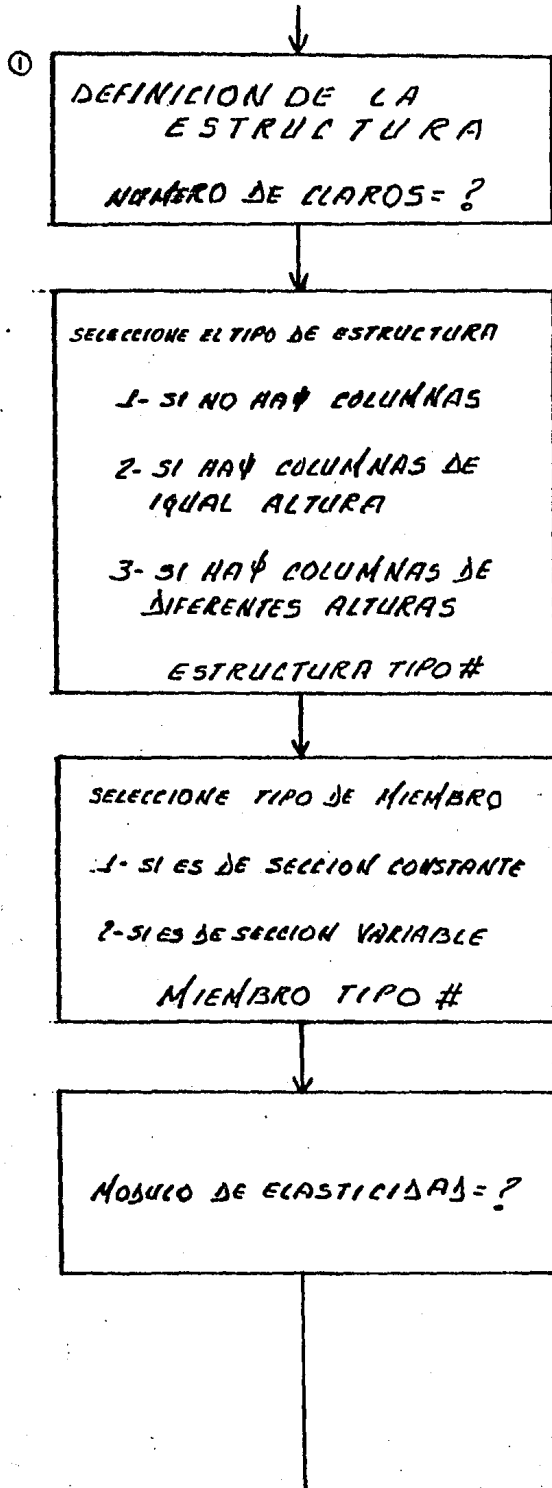 ①
DEFINICION DE LA
ESTRUCTURA
NUMERO DE CLAROS = ?
SELECCIONE EL TIPO DE ESTRUCTURA
1- SI NO HAY COLUMNAS
2- SI HAY COLUMNAS DE
IGUAL ALTURA
3- SI HAY COLUMNAS DE
DIFERENTES ALTURAS
ESTRUCTURA TIPO #
SELECCIONE TIPO DE MIEMBRO
1- SI ES DE SECCION CONSTANTE
2- SI ES DE SECCION VARIABLE
MIEMBRO TIPO #
MODULO DE ELASTICIDAD = ?